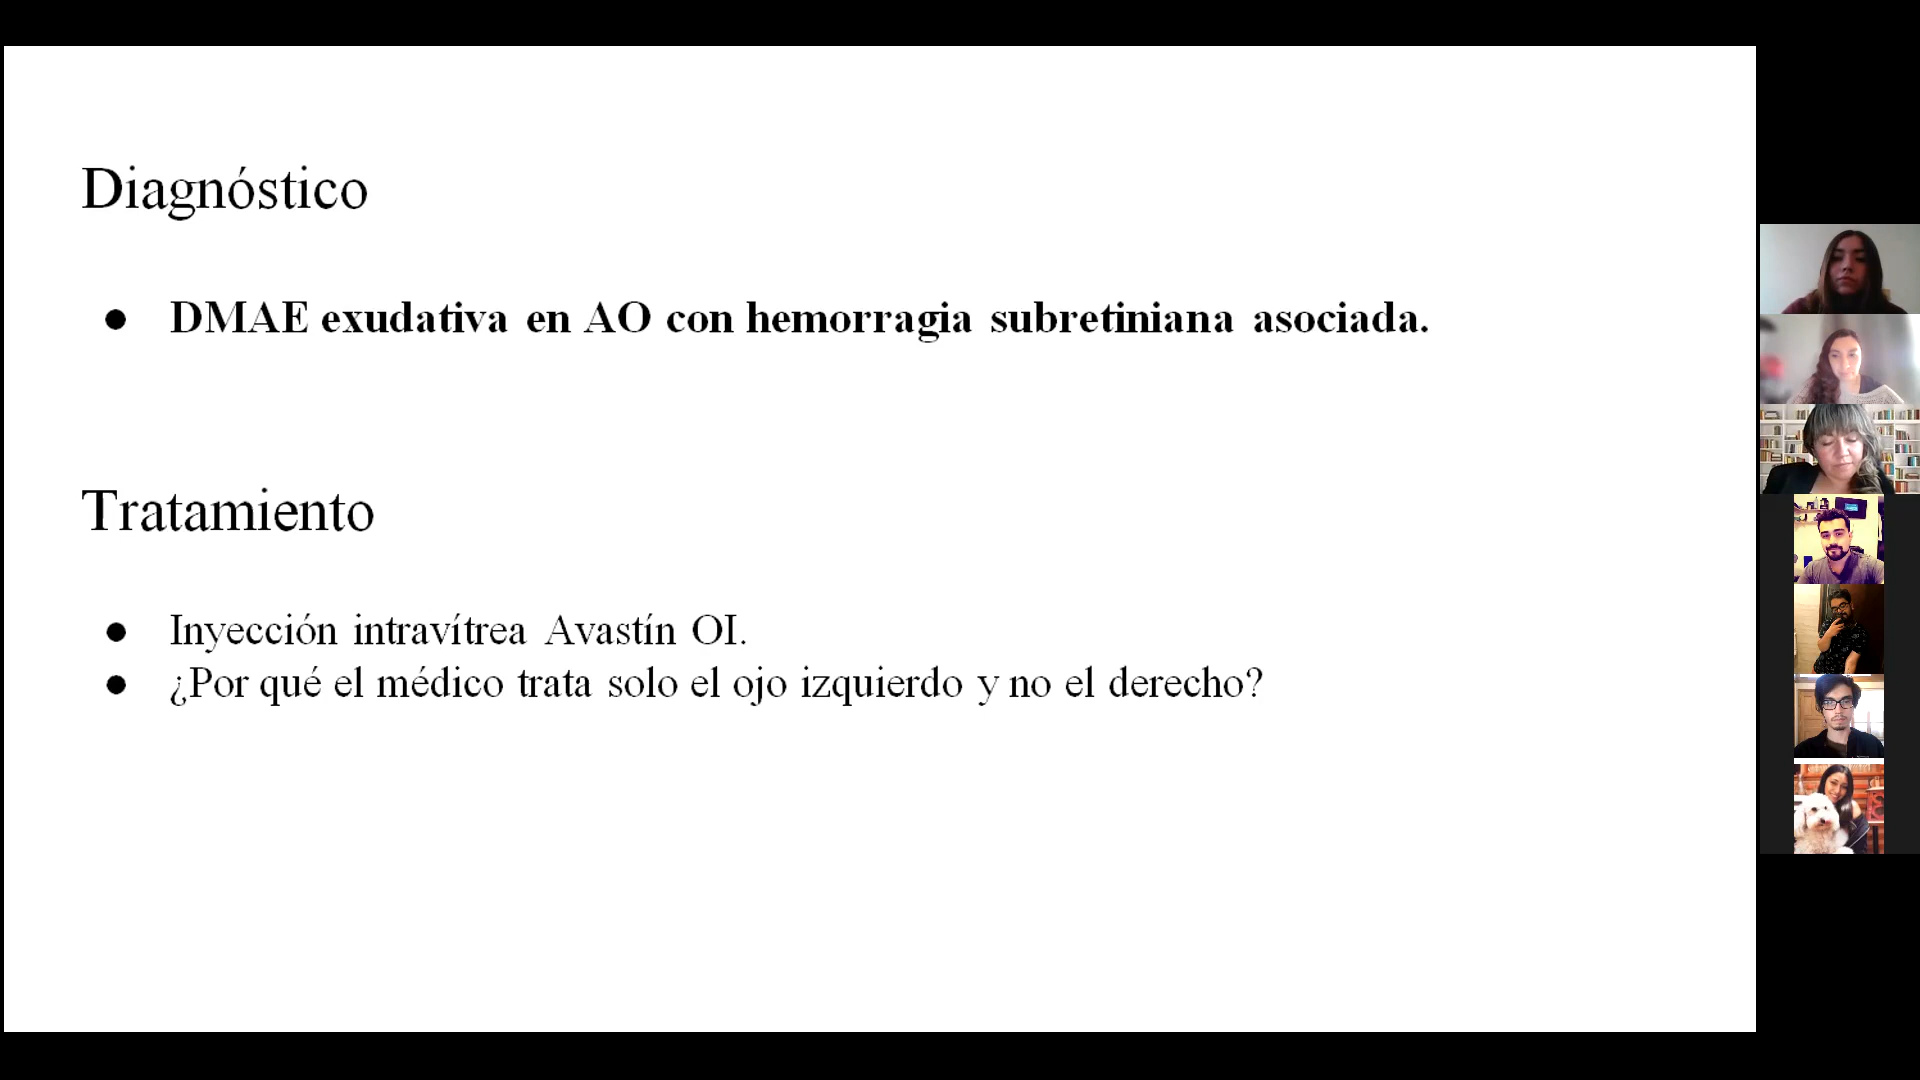 Diagnóstico
● DMAE exudativa en AO con hemorragia subretiniana asociada.
Tratamiento
● Inyección intravítrea Avastín OI.
● ¿Por qué el médico trata solo el ojo izquierdo y no el derecho?